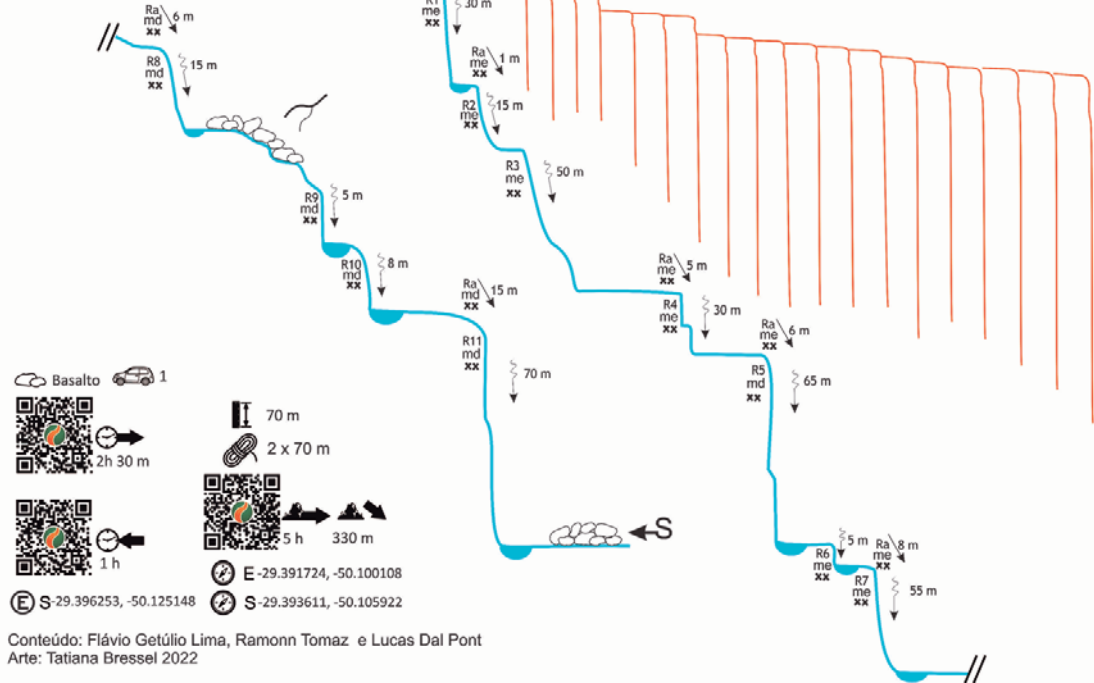 Ra
md
xx
6 m
R8
md
xx
15 m
R9
md
xx
5 m
R10
md
xx
8 m
Ra
md
xx
15 m
R11
md
xx
70 m
S
me
xx
30 m
Ra
me
xx
1 m
R2
me
xx
15 m
R3
me
xx
50 m
Ra
me
xx
5 m
R4
me
xx
30 m
Ra
me
xx
6 m
R5
md
xx
65 m
R6
me
xx
5 m
Ra
me
xx
8 m
R7
me
xx
55 m
Basalto
1
2h 30 m
1 h
70 m
2 x 70 m
5 h
330 m
E -29.391724, -50.100108
E S-29.396253, -50.125148
S-29.393611, -50.105922
Conteúdo: Flávio Getúlio Lima, Ramonn Tomaz e Lucas Dal Pont
Arte: Tatiana Bressel 2022